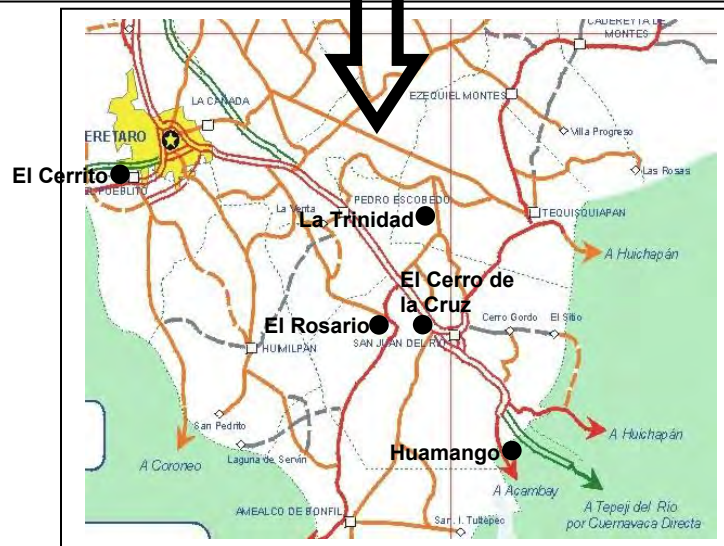 CADEREYTA DE
MONTES
LA CAÑADA
EZEQUIEL MONTES
ERETARO
Villa Progreso
El Cerrito
EL PUEBLITO
Las Rosas
PEDRO ESCOBEDO
La Venta
La Trinidad
TEQUISQUIAPAN
A Huichapán
El Cerro de
la Cruz
El Rosario
Cerro Gordo
El Sitio
SAN JUAN DEL RIO
HUIMILPAN
San Pedrito
A Huichapán
Laguna de Servín
Huamango
A Coroneo
A Acambay
A Tepeji del Río
por Cuernavaca Directa
AMEALCO DE BONFIL
San. I. Tultepec